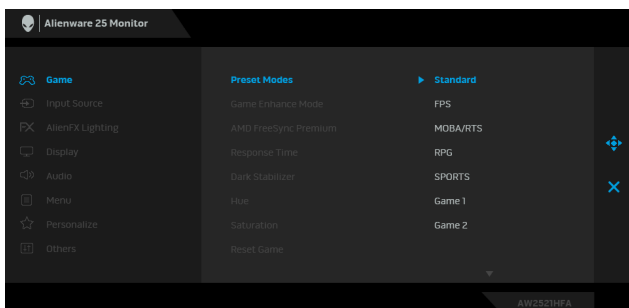 Alienware 25 Monitor
Game Preset Modes Standard
Input Source Game Enhance Mode FPS
FX AlienFX Lighting AMD FreeSync Premium MOBA/RTS
Display Response Time RPG
Audio Dark Stabilizer SPORTS
Menu Hue Game 1
Personalize Saturation Game 2
Others Reset Game
AW2521HFA